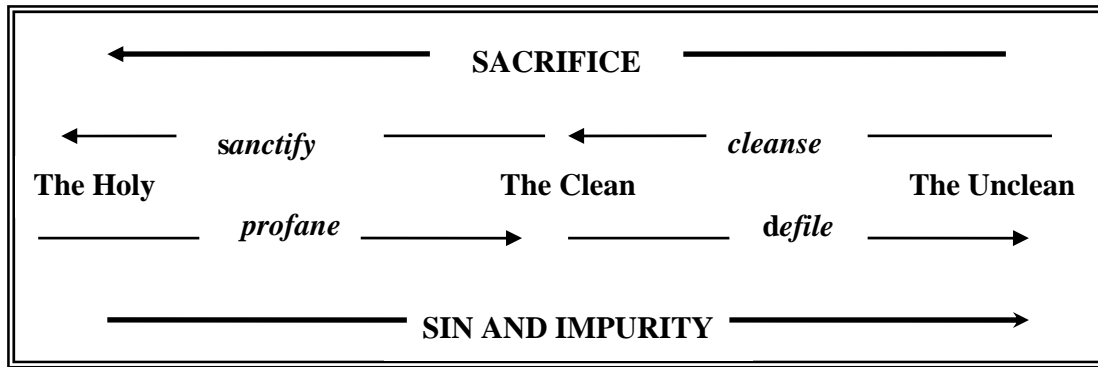 SACRIFICE
sanctify cleanse
The Holy The Clean The Unclean
profane defile
SIN AND IMPURITY